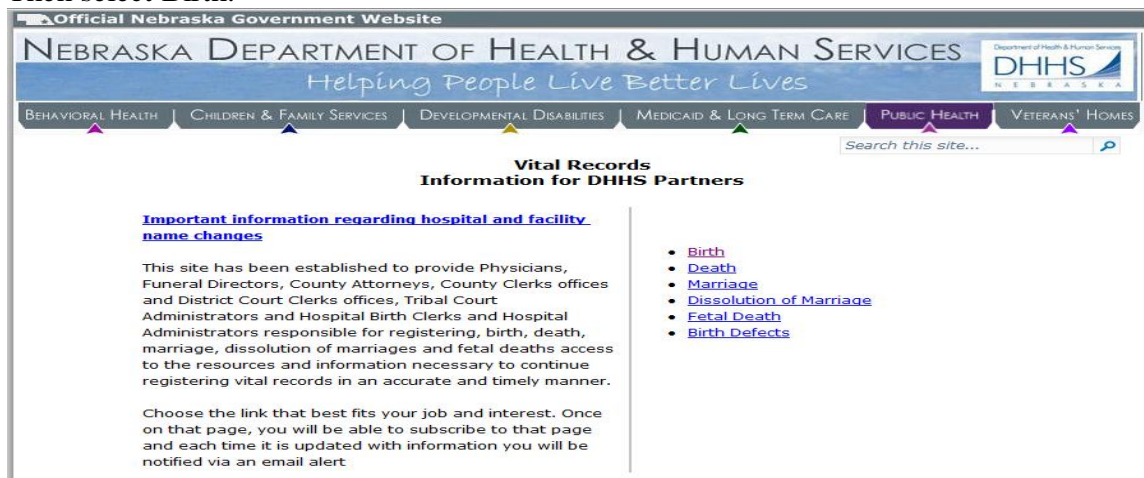 Then select Birth.
Official Nebraska Government Website
NEBRASKA DEPARTMENT OF HEALTH & HUMAN SERVICES
Helping People Live Better Lives
Department of Health & Human Services
DHHS
NEBRASKA
BEHAVIORAL HEALTH | CHILDREN & FAMILY SERVICES | DEVELOPMENTAL DISABILITIES | MEDICAID & LONG TERM CARE | PUBLIC HEALTH | VETERANS' HOMES
Search this site...
Vital Records
Information for DHHS Partners
Important information regarding hospital and facility
name changes
This site has been established to provide Physicians,
Funeral Directors, County Attorneys, County Clerks offices
and District Court Clerks offices, Tribal Court
Administrators and Hospital Birth Clerks and Hospital
Administrators responsible for registering, birth, death,
marriage, dissolution of marriages and fetal deaths access
to the resources and information necessary to continue
registering vital records in an accurate and timely manner.
Choose the link that best fits your job and interest. Once
on that page, you will be able to subscribe to that page
and each time it is updated with information you will be
notified via an email alert
• Birth
• Death
• Marriage
• Dissolution of Marriage
• Fetal Death
• Birth Defects